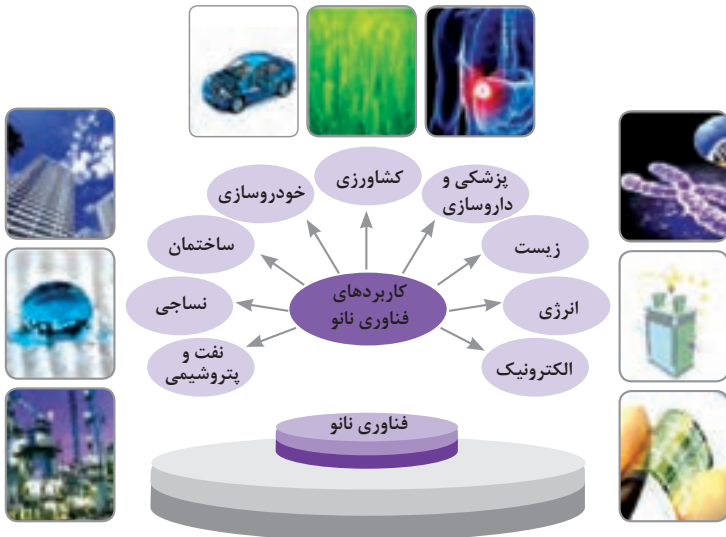 پزشکی و
داروسازی
کشاورزی
خودروسازی
زیست
ساختمان
کاربردهای
فناوری نانو
انرژی
نساجی
الکترونیک
نفت و
پتروشیمی
فناوری نانو